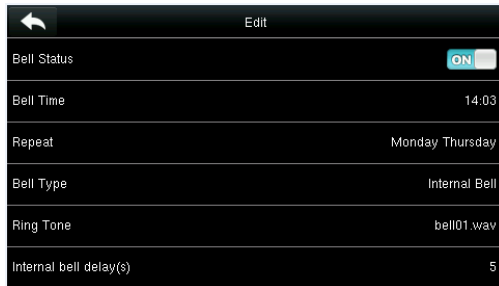 Edit
Bell Status ON
Bell Time 14:03
Repeat Monday Thursday
Bell Type Internal Bell
Ring Tone bell01.wav
Internal bell delay(s) 5